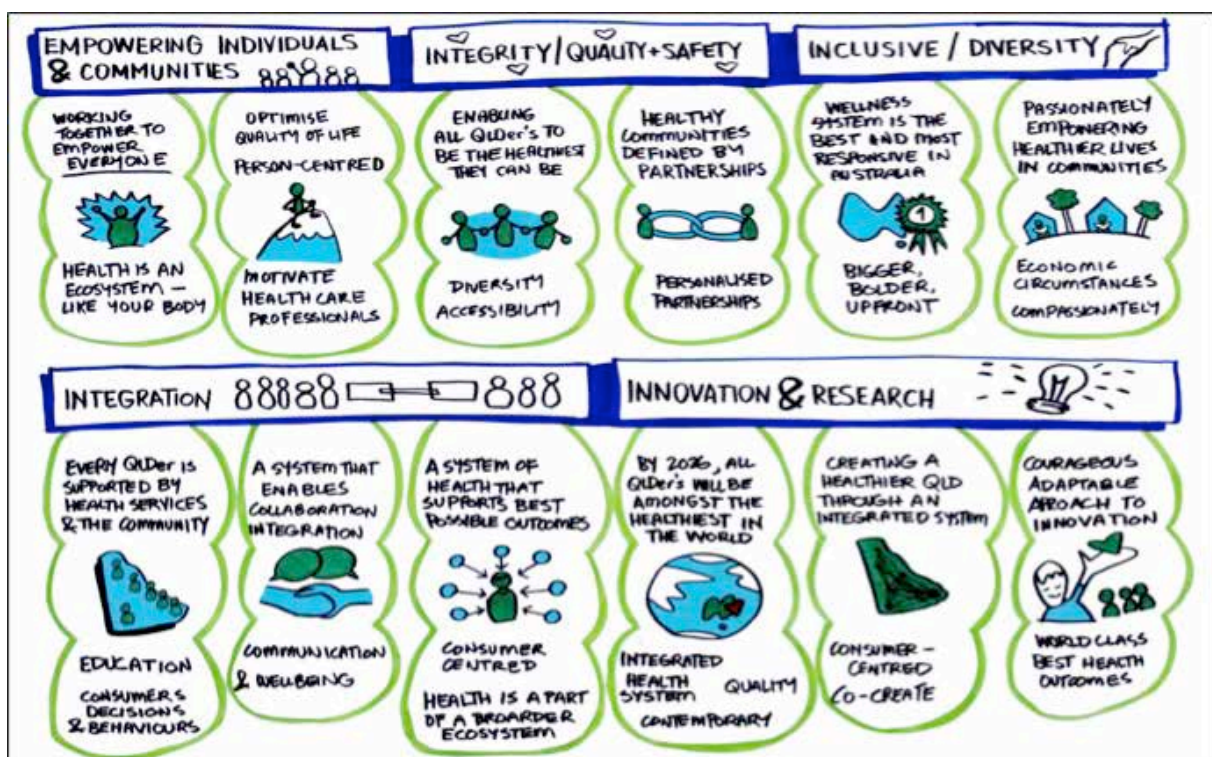 EMPOWERING INDIVIDUALS
& COMMUNITIES
INTEGRITY/QUALITY+SAFETY
INCLUSIVE / DIVERSITY
WORKING
TOGETHER TO
EMPOWER
EVERYONE
HEALTH IS AN
ECOSYSTEM –
LIKE YOUR BODY
OPTIMISE
QUALITY OF LIFE
PERSON-CENTRED
MOTIVATE
HEALTH CARE
PROFESSIONALS
ENABLING
ALL QLDer's TO
BE THE HEALTHIEST
THEY CAN BE
DIVERSITY
ACCESSIBILITY
HEALTHY
COMMUNITIES
DEFINED BY
PARTNERSHIPS
PERSONALISED
PARTNERSHIPS
WELLNESS
SYSTEM IS THE
BEST AND MOST
RESPONSIVE IN
AUSTRALIA
1
BIGGER,
BOLDER,
UPFRONT
PASSIONATELY
EMPOWERING
HEALTHIER LIVES
IN COMMUNITIES
ECONOMIC
CIRCUMSTANCES
COMPASSIONATELY
INTEGRATION
INNOVATION & RESEARCH
EVERY QLDer IS
SUPPORTED BY
HEALTH SERVICES
& THE COMMUNITY
EDUCATION
CONSUMERS
DECISIONS
& BEHAVIOURS
A SYSTEM THAT
ENABLES
COLLABORATION
INTEGRATION
COMMUNICATION
& WELLBEING
A SYSTEM OF
HEALTH THAT
SUPPORTS BEST
POSSIBLE OUTCOMES
CONSUMER
CENTRED
HEALTH IS A PART
OF A BROARDER
ECOSYSTEM
BY 2026, ALL
QLDer's WILL BE
AMONGST THE
HEALTHIEST IN
THE WORLD
INTEGRATED
HEALTH
SYSTEM QUALITY
CONTEMPORARY
CREATING A
HEALTHIER QLD
THROUGH AN
INTEGRATED SYSTEM
CONSUMER-
CENTRED
CO-CREATE
COURAGEOUS
ADAPTABLE
APROACH TO
INNOVATION
WORLD CLASS
BEST HEALTH
OUTCOMES